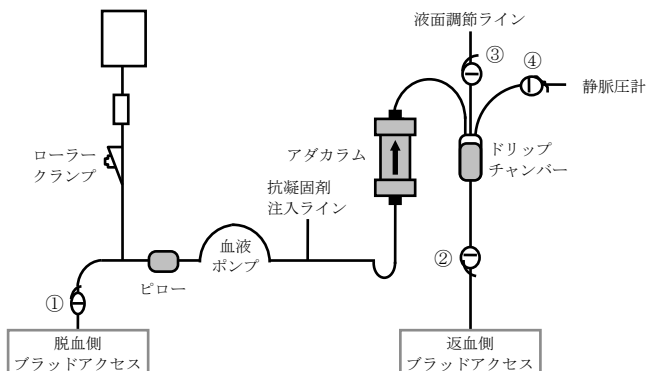 液面調節ライン
③
④
静脈圧計
ローラー
クランプ
アダカラム
ドリップ
チャンバー
抗凝固剤
注入ライン
血液
ポンプ
②
ピロー
①
脱血側
ブラッドアクセス
返血側
ブラッドアクセス